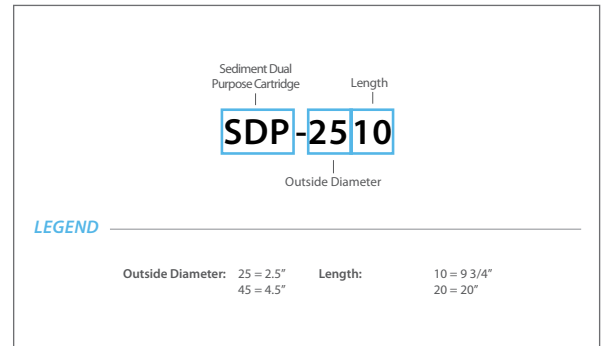 Sediment Dual
Purpose Cartridge
Length
SDP-2510
Outside Diameter
LEGEND
Outside Diameter: 25 = 2.5" Length: 10 = 9 3/4"
45 = 4.5" 20 = 20"